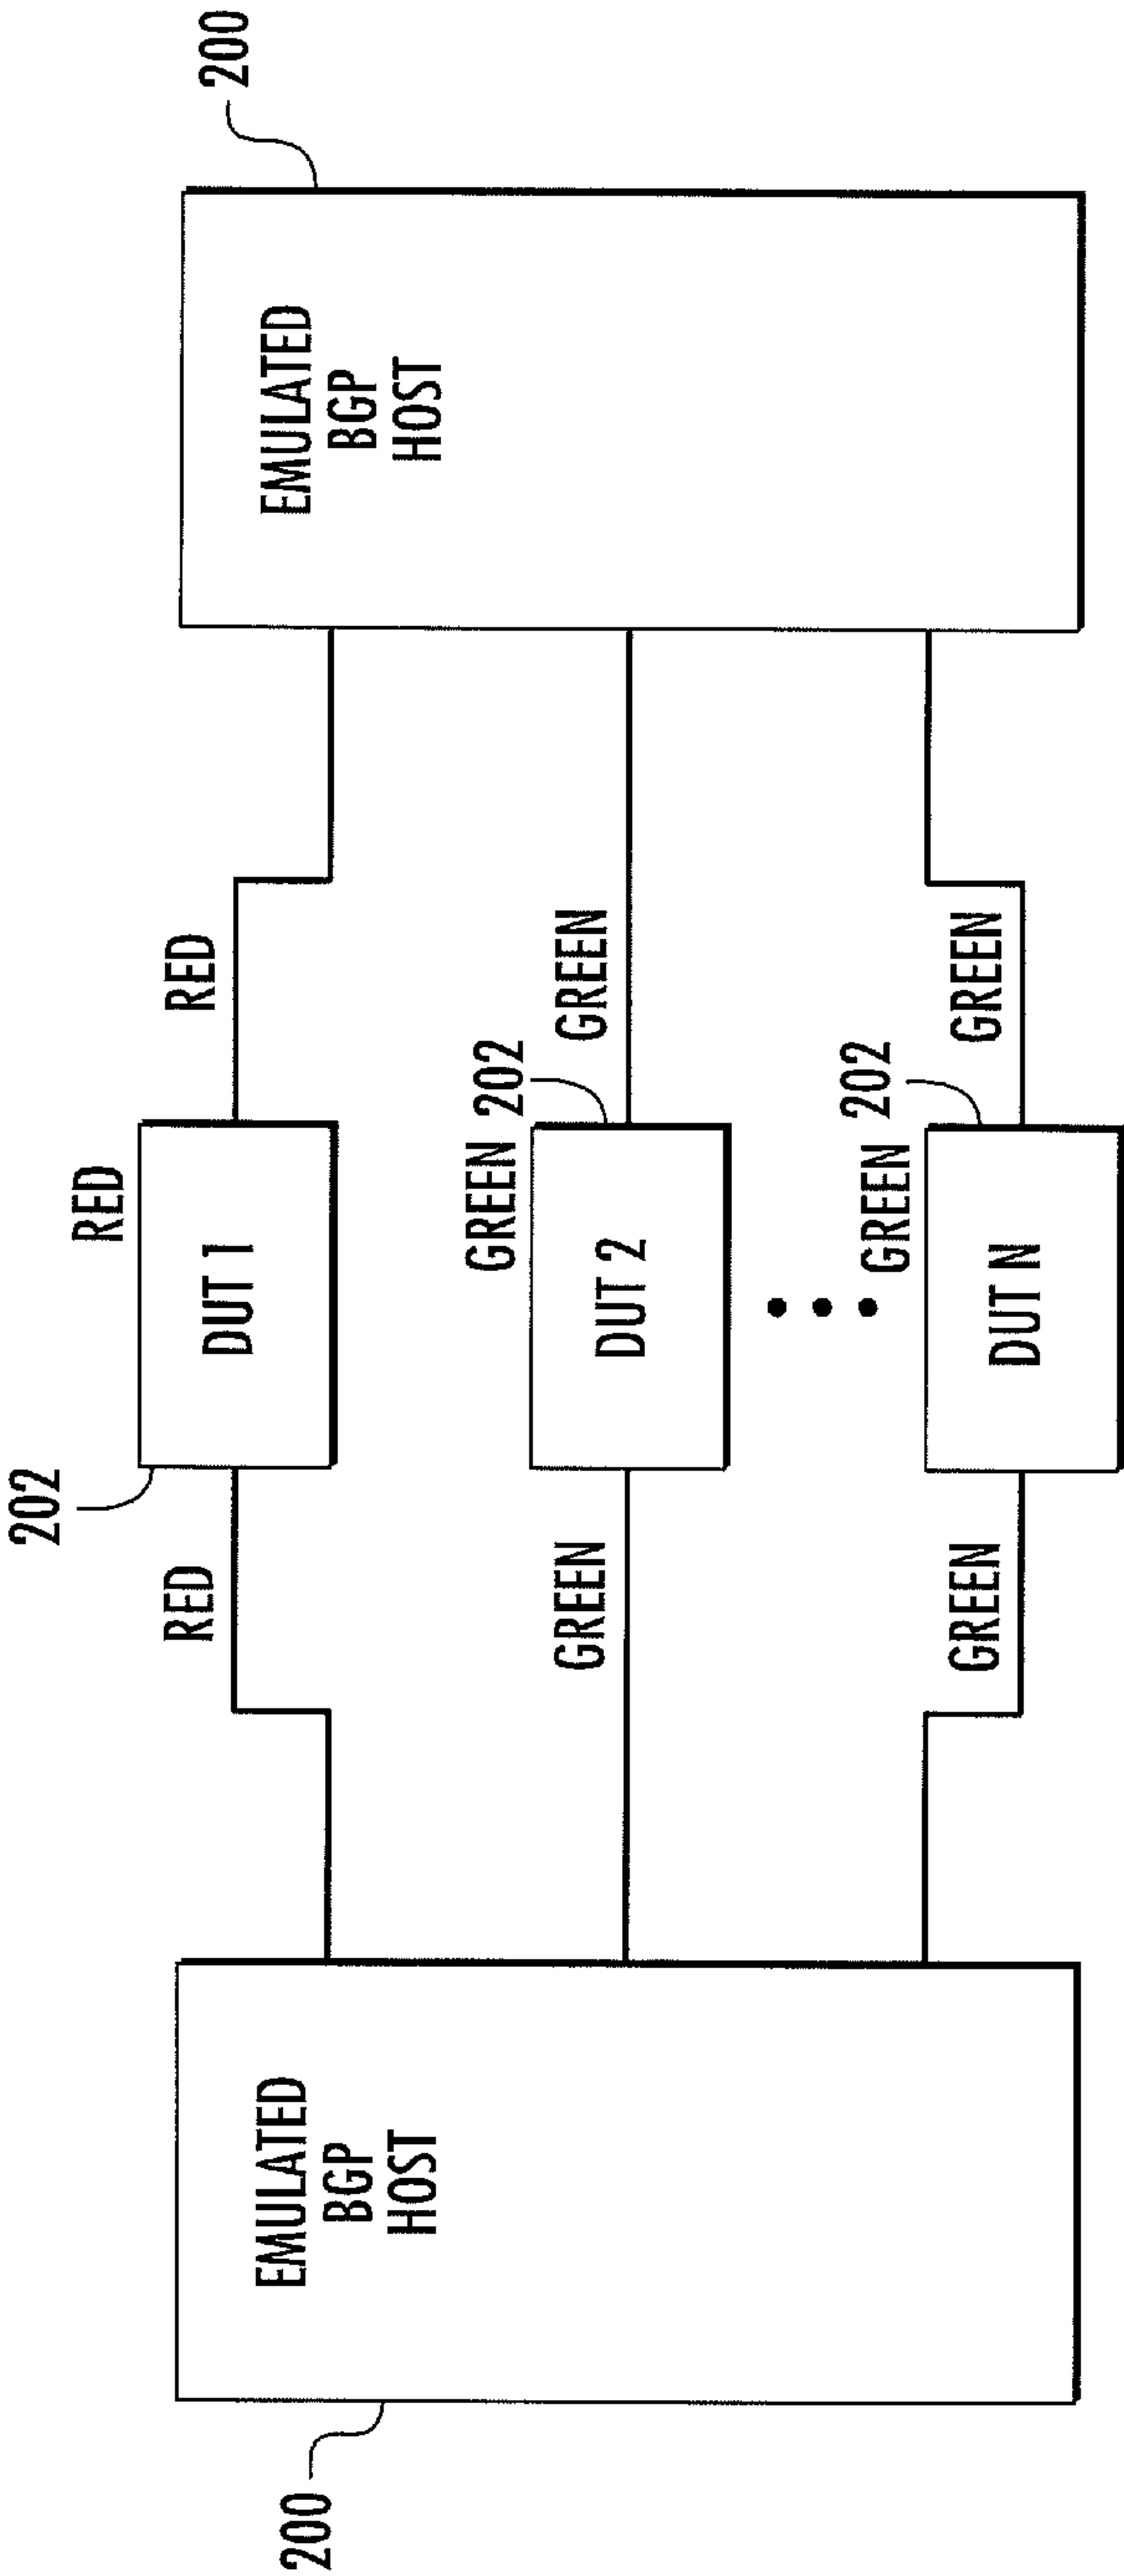 202
RED
RED
RED
DUT 1
200
EMULATED
BGP
HOST
GREEN
GREEN
202
GREEN
DUT 2
EMULATED
BGP
HOST
200
GREEN
GREEN
202
GREEN
DUT N